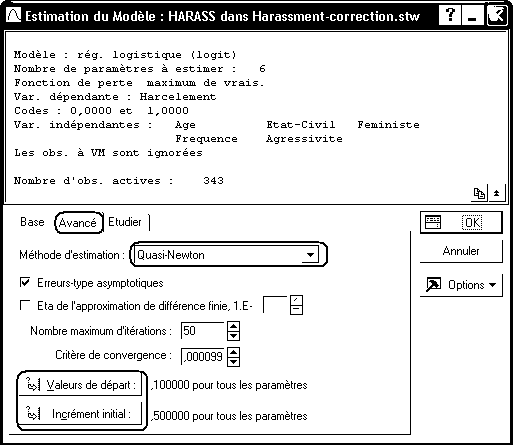 Estimation du Modèle : HARASS dans Harassment-correction.stw
Modèle : rég. logistique (logit)
Nombre de paramètres à estimer : 6
Fonction de perte maximum de vrais.
Var. dépendante : Harcelement
Codes : 0,0000 et 1,0000
Var. indépendantes : Age Etat-Civil Feministe
Frequence Agressivite
Les obs. à VM sont ignorées
Nombre d'obs. actives : 343
Base Avancé Etudier
OK
Méthode d'estimation : Quasi-Newton
Annuler
Erreurs-type asymptotiques
Options
Eta de l'approximation de différence finie, 1.E-
Nombre maximum d'itérations : 50
Critère de convergence : ,000099
Valeurs de départ : ,100000 pour tous les paramètres
Incrément initial : ,500000 pour tous les paramètres